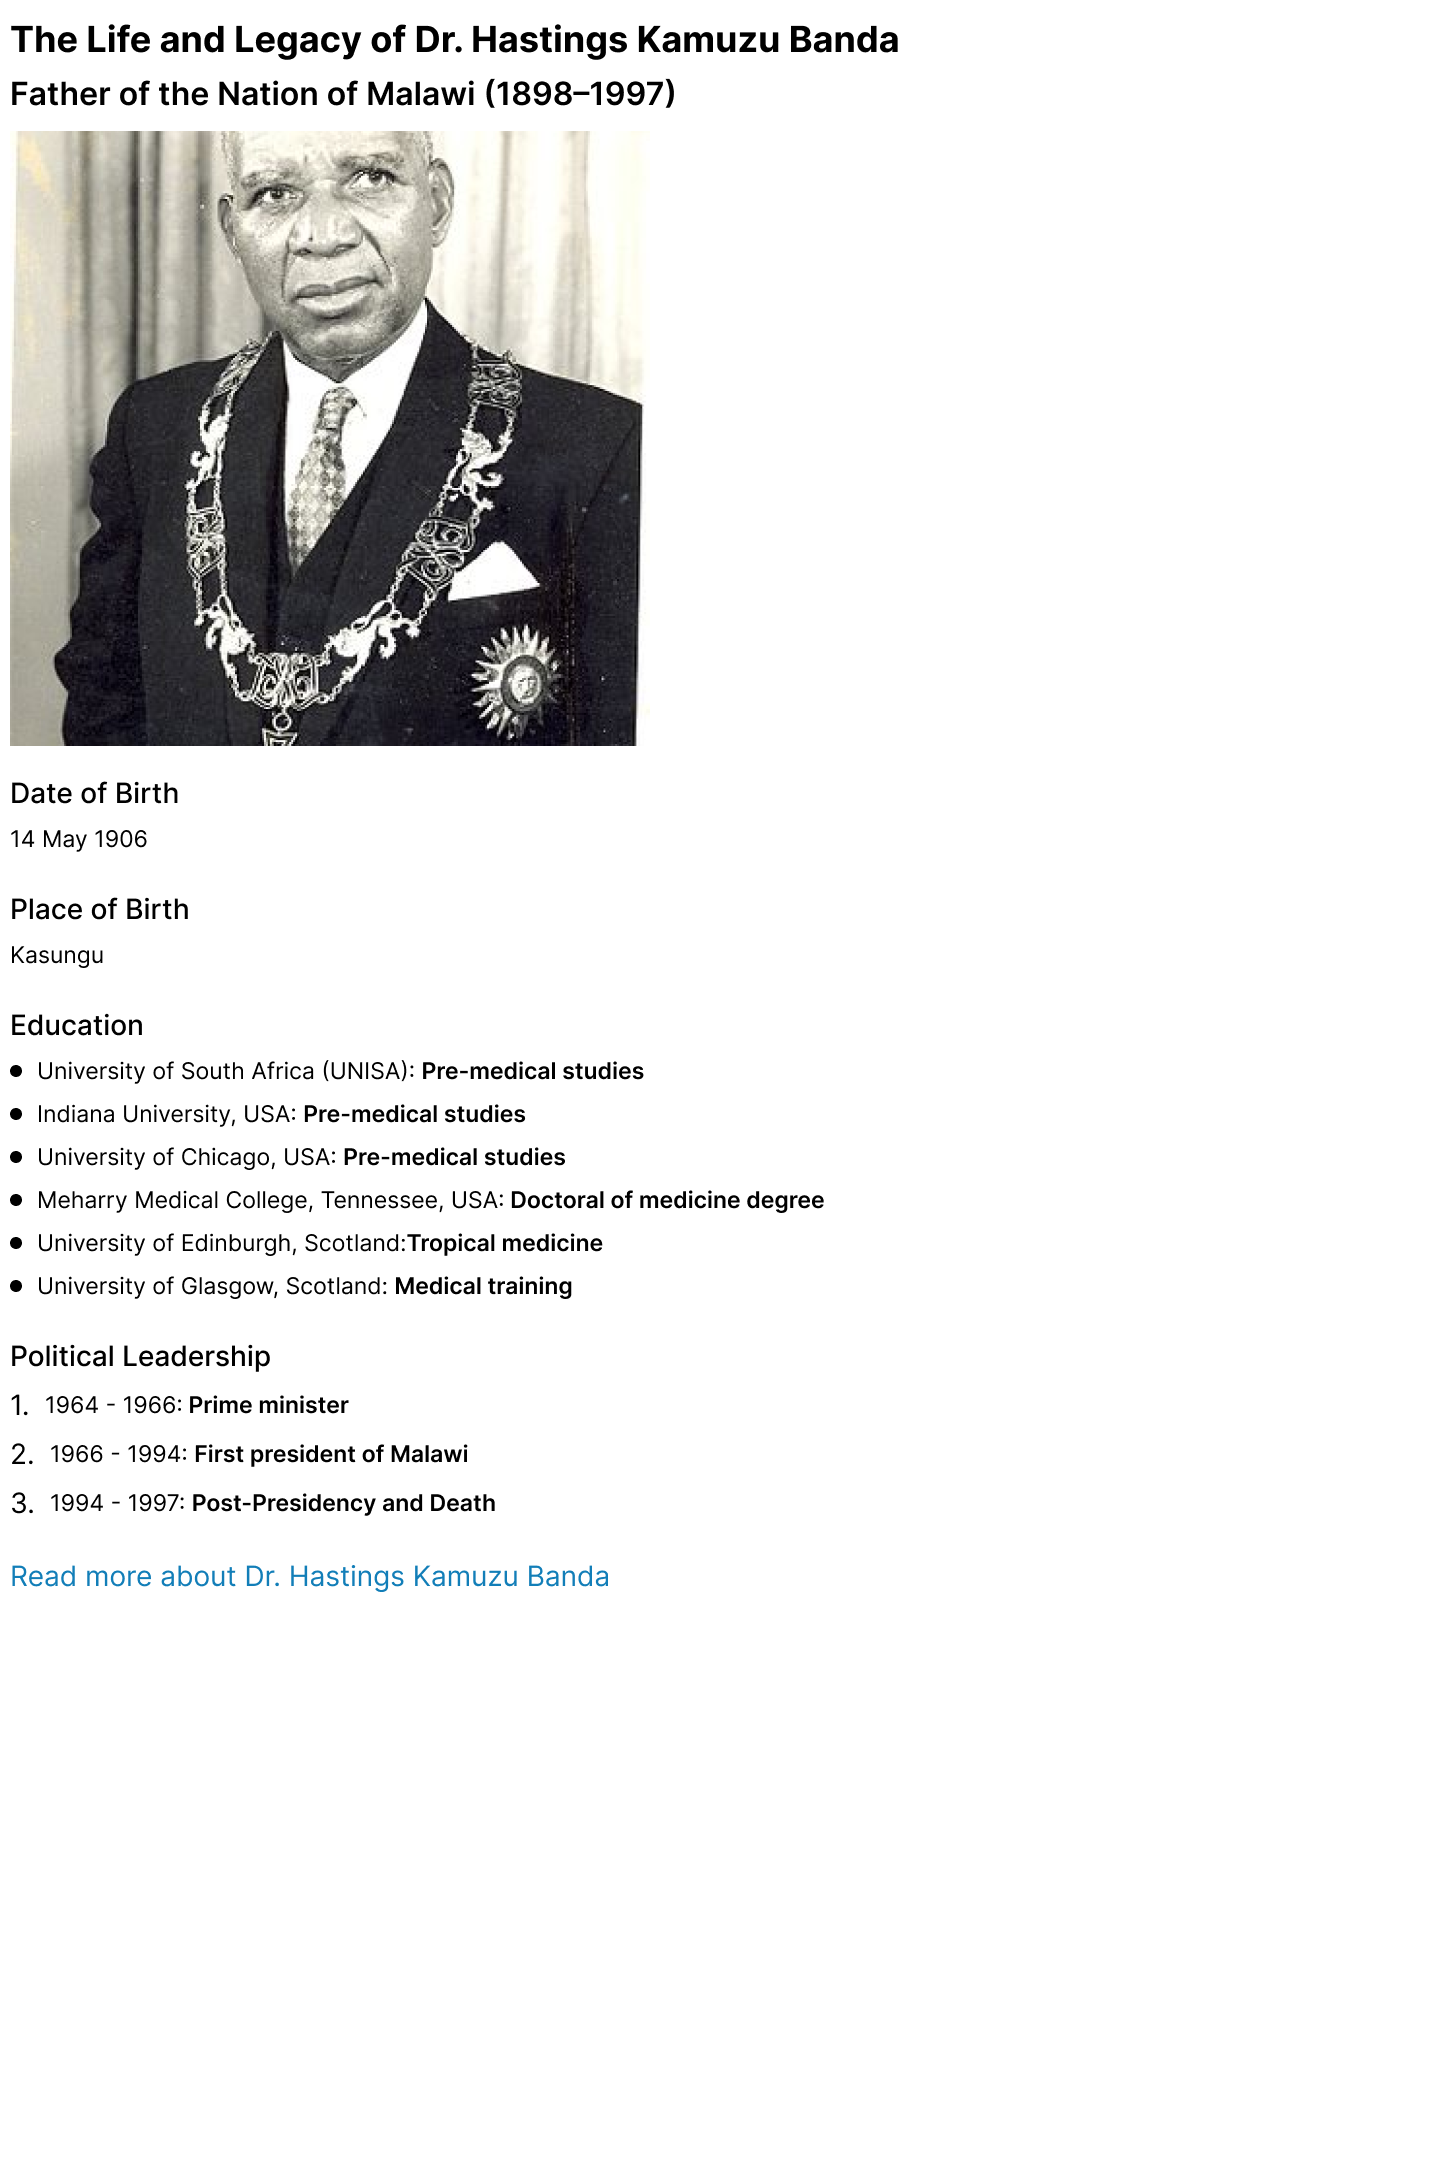 The Life and Legacy of Dr. Hastings Kamuzu Banda
Father of the Nation of Malawi (1898–1997)
Date of Birth
14 May 1906
Place of Birth
Kasungu
Education
● University of South Africa (UNISA): Pre-medical studies
● Indiana University, USA: Pre-medical studies
● University of Chicago, USA: Pre-medical studies
● Meharry Medical College, Tennessee, USA: Doctoral of medicine degree
● University of Edinburgh, Scotland:Tropical medicine
● University of Glasgow, Scotland: Medical training
Political Leadership
1. 1964 - 1966: Prime minister
2. 1966 - 1994: First president of Malawi
3. 1994 - 1997: Post-Presidency and Death
Read more about Dr. Hastings Kamuzu Banda